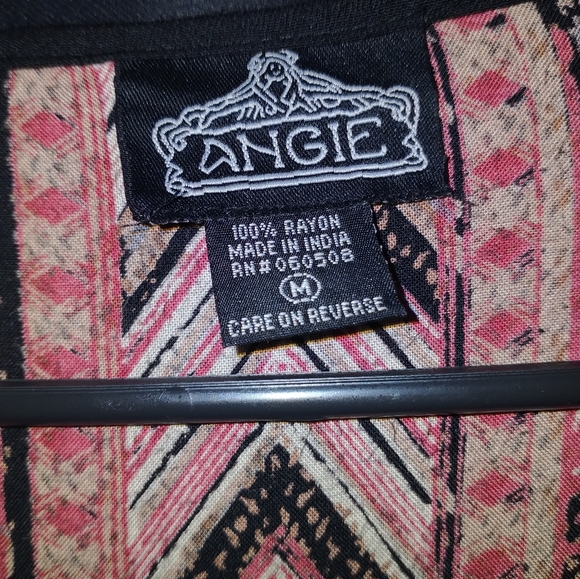 ANGIE
100% RAYON
MADE IN INDIA
RN# 060508
M
CARE ON REVERSE